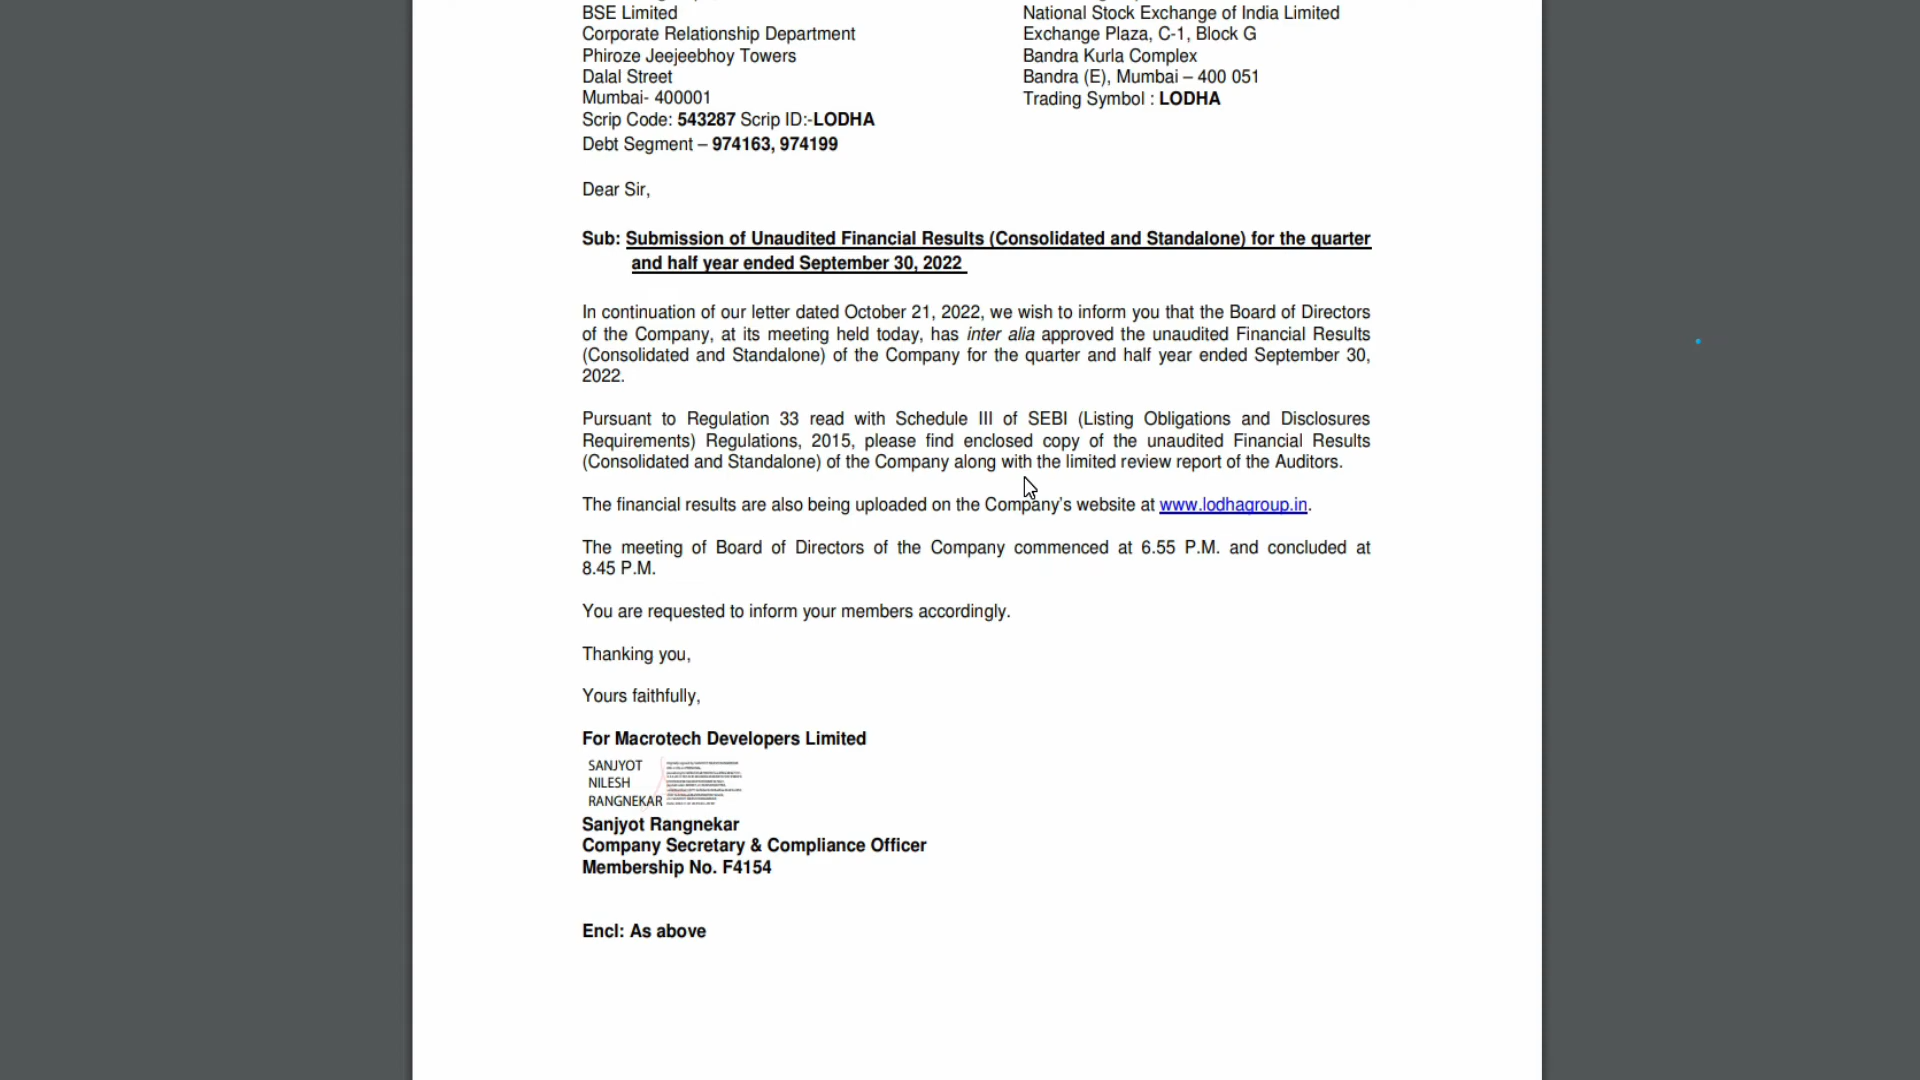 BSE Limited
Corporate Relationship Department
Phiroze Jeejeebhoy Towers
Dalal Street
Mumbai- 400001
Scrip Code: 543287 Scrip ID:-LODHA
Debt Segment – 974163, 974199
National Stock Exchange of India Limited
Exchange Plaza, C-1, Block G
Bandra Kurla Complex
Bandra (E), Mumbai – 400 051
Trading Symbol : LODHA
Dear Sir,
Sub: Submission of Unaudited Financial Results (Consolidated and Standalone) for the quarter
and half year ended September 30, 2022
In continuation of our letter dated October 21, 2022, we wish to inform you that the Board of Directors
of the Company, at its meeting held today, has inter alia approved the unaudited Financial Results
(Consolidated and Standalone) of the Company for the quarter and half year ended September 30,
2022.
Pursuant to Regulation 33 read with Schedule III of SEBI (Listing Obligations and Disclosures
Requirements) Regulations, 2015, please find enclosed copy of the unaudited Financial Results
(Consolidated and Standalone) of the Company along with the limited review report of the Auditors.
The financial results are also being uploaded on the Company's website at www.lodhagroup.in.
The meeting of Board of Directors of the Company commenced at 6.55 P.M. and concluded at
8.45 P.M.
You are requested to inform your members accordingly.
Thanking you,
Yours faithfully,
For Macrotech Developers Limited
SANJYOT
NILESH
RANGNEKAR
Sanjyot Rangnekar
Company Secretary & Compliance Officer
Membership No. F4154
Encl: As above